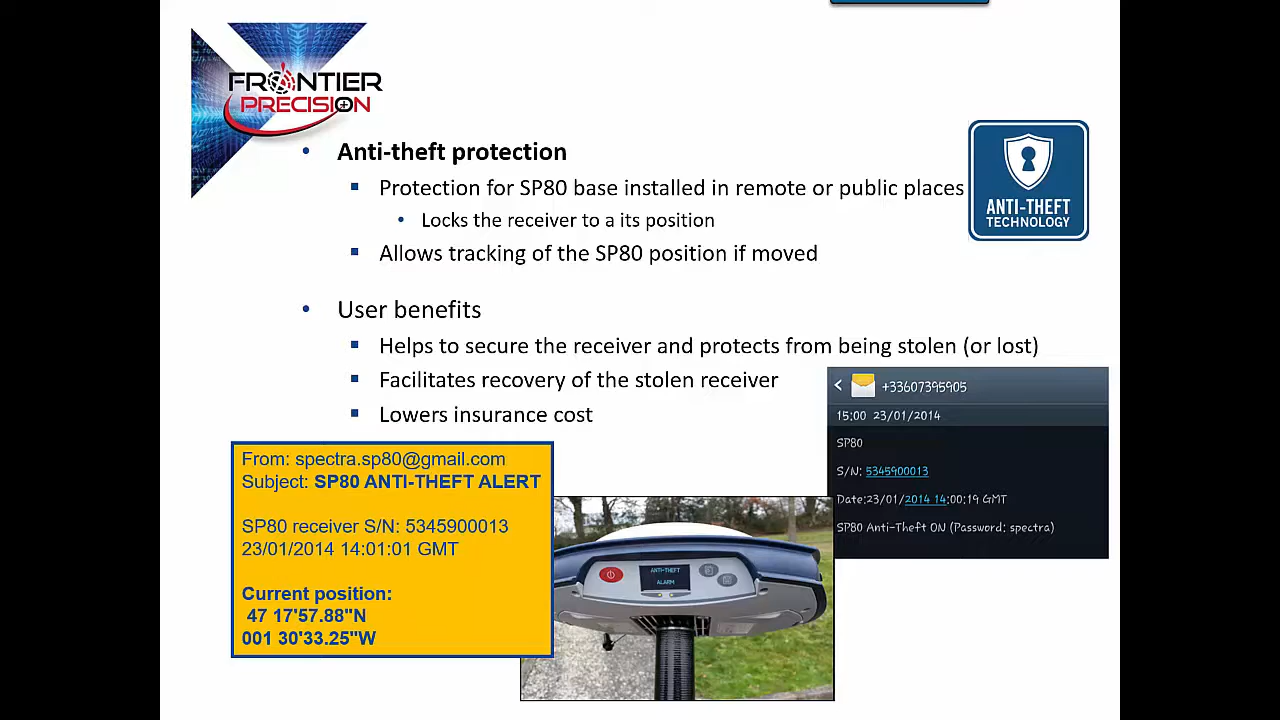 FRONTIER
PRECISION
Anti-theft protection
Protection for SP80 base installed in remote or public places
Locks the receiver to a its position
Allows tracking of the SP80 position if moved
ANTI-THEFT
TECHNOLOGY
User benefits
Helps to secure the receiver and protects from being stolen (or lost)
Facilitates recovery of the stolen receiver
Lowers insurance cost
+33607395905
15:00 23/01/2014
SP80
S/N: 5345900013
Date:23/01/2014 14:00:19 GMT
SP80 Anti-Theft ON (Password: spectra)
From: spectra.sp80@gmail.com
Subject: SP80 ANTI-THEFT ALERT
SP80 receiver S/N: 5345900013
23/01/2014 14:01:01 GMT
Current position:
47 17'57.88"N
001 30'33.25"W
ANTI-THEFT
ALARM